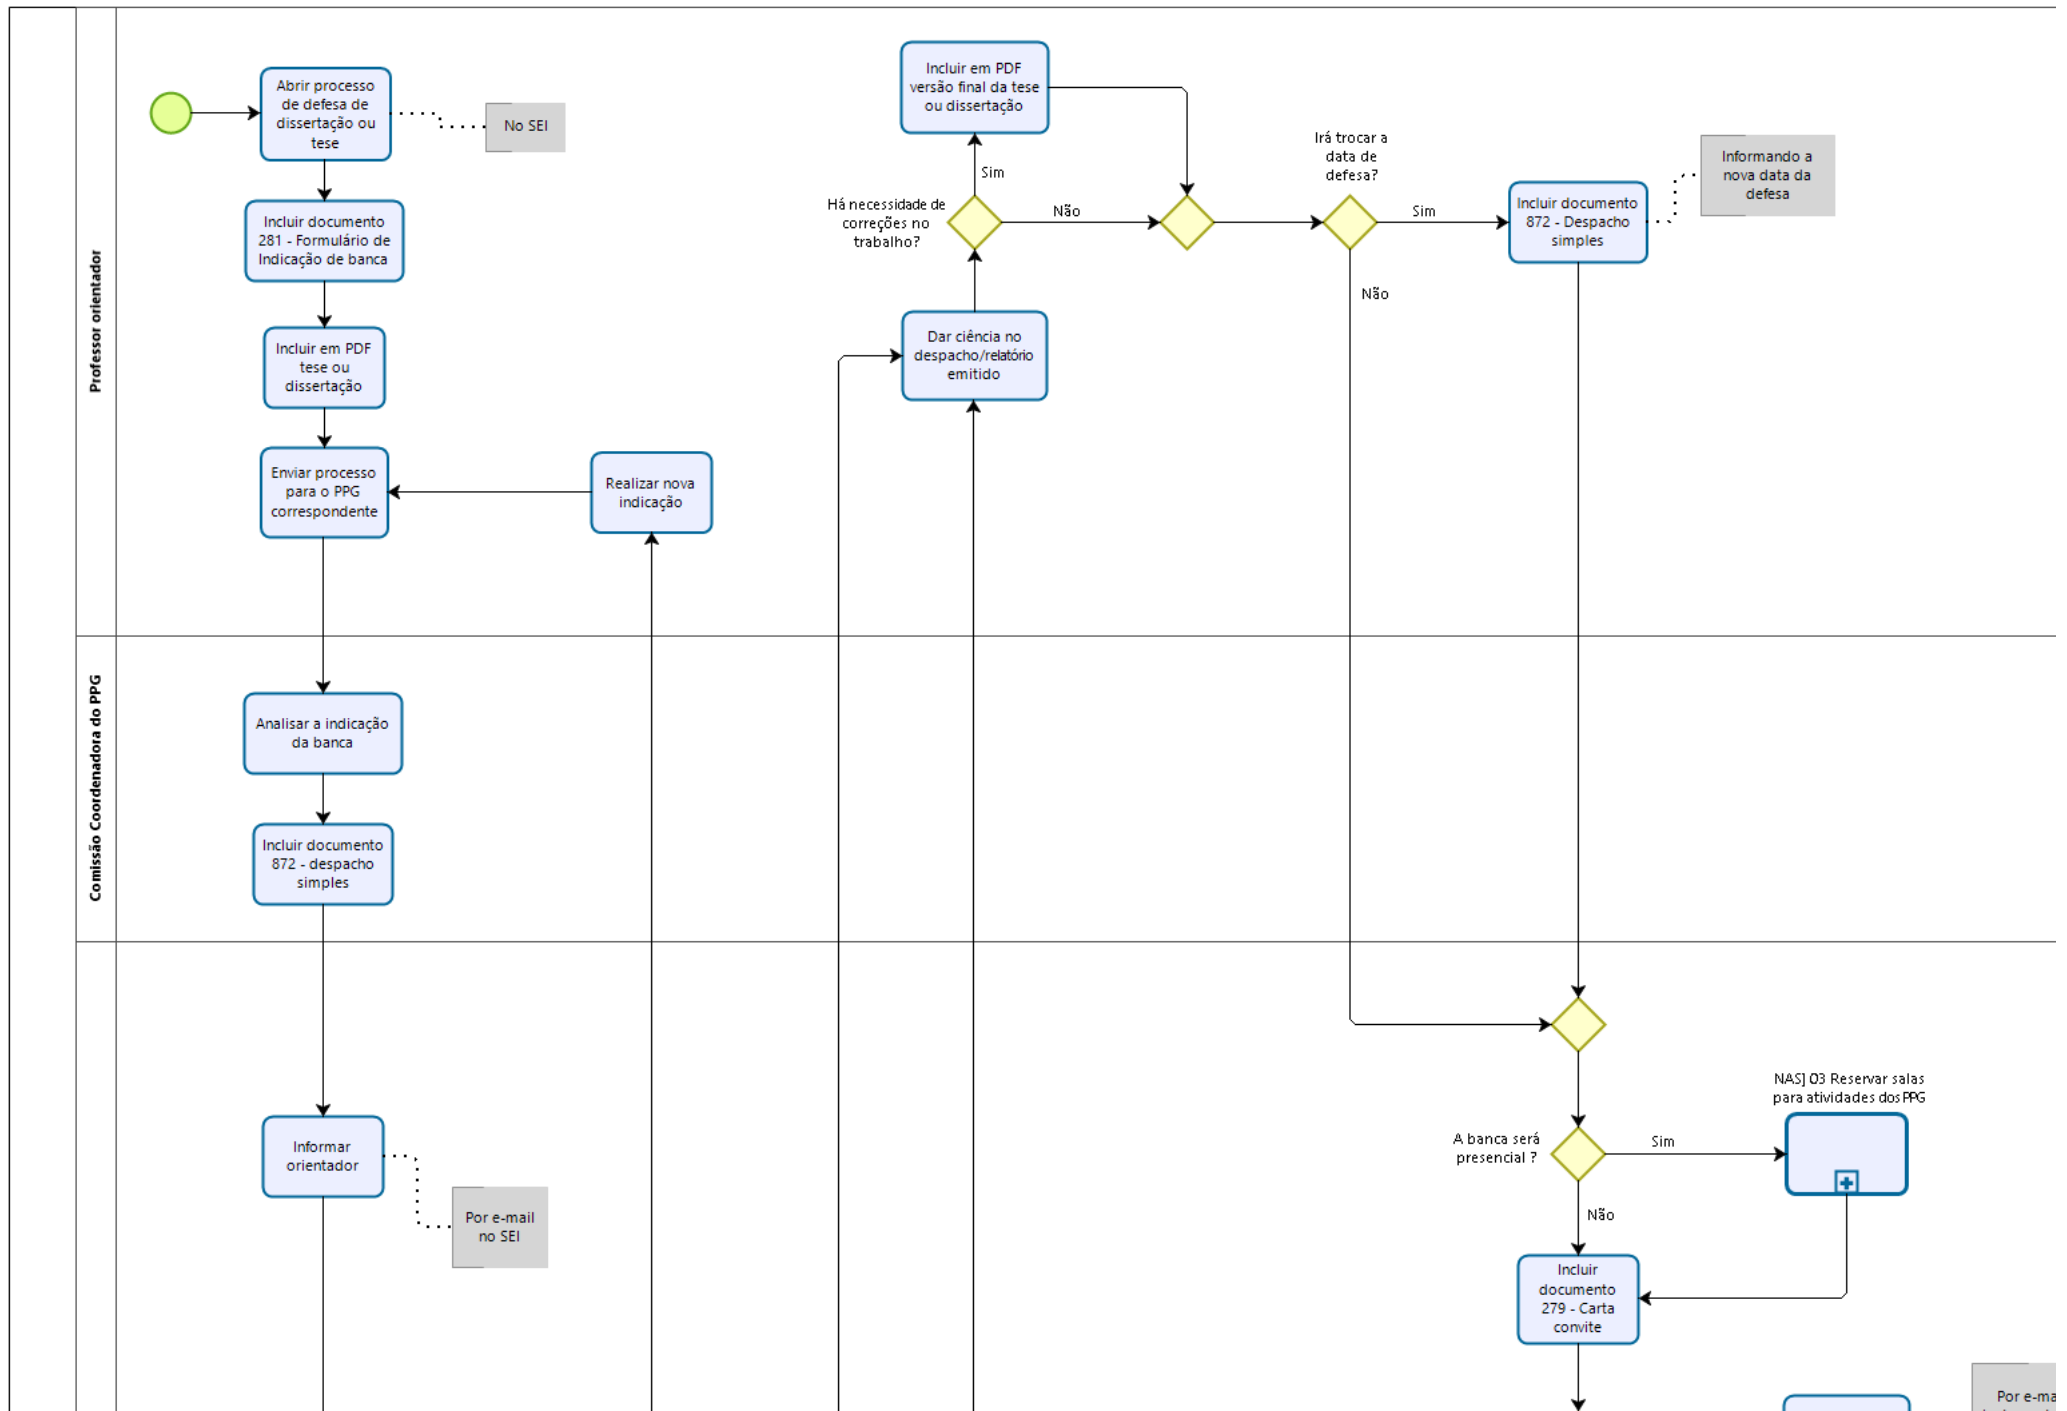 Professor orientador
Abrir processo
de defesa de
dissertação ou
tese
No SEI
Incluir documento
281 - Formulário de
Indicação de banca
Incluir em PDF
tese ou
dissertação
Enviar processo
para o PPG
correspondente
Realizar nova
indicação
Incluir em PDF
versão final da tese
ou dissertação
Sim
Há necessidade de
correções no
trabalho?
Não
Dar ciência no
despacho/relatório
emitido
Irá trocar a
data de
defesa?
Sim
Não
Incluir documento
872 - Despacho
simples
Informando a
nova data da
defesa
Comissão Coordenadora do PPG
Analisar a indicação
da banca
Incluir documento
872 - despacho
simples
Informar
orientador
Por e-mail
no SEI
NAS] 03 Reservar salas
para atividades dos PPG
A banca será
presencial ?
Sim
Não
Incluir
documento
279 - Carta
convite
Por e-ma